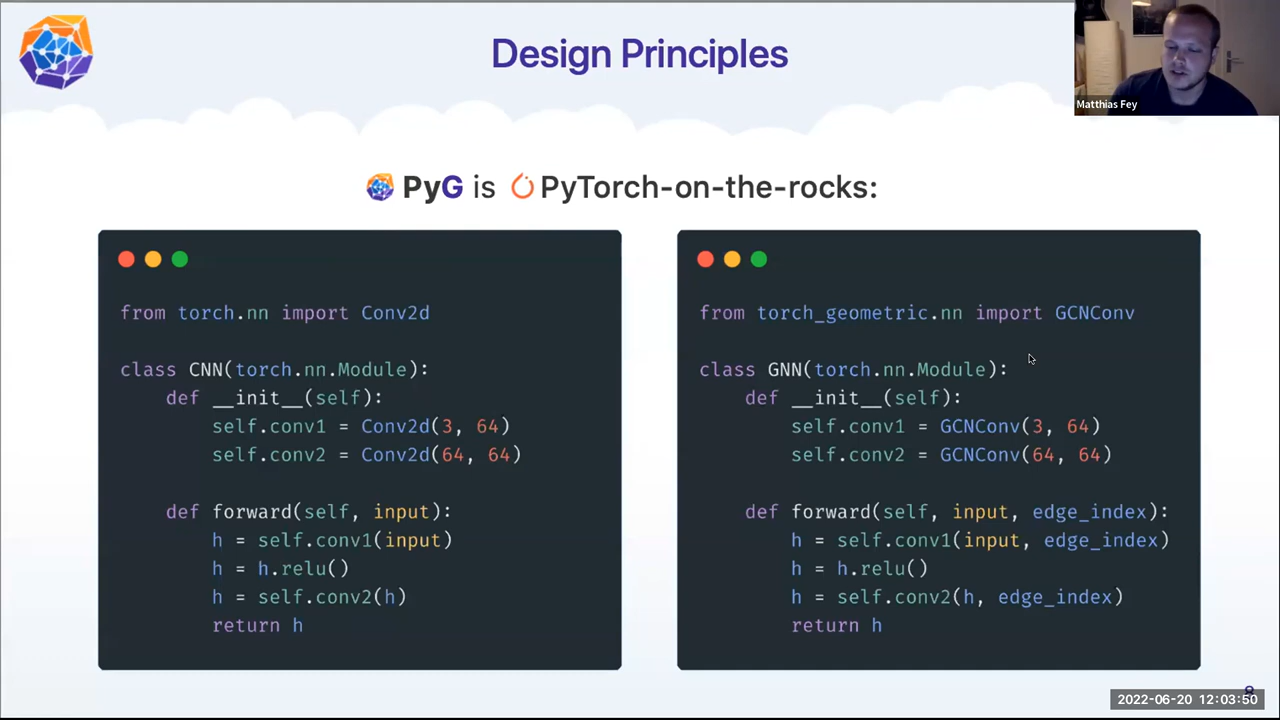 Design Principles
Matthias Fey
PyG is PyTorch-on-the-rocks:
from torch.nn import Conv2d
class CNN(torch.nn.Module):
    def __init__(self):
        self.conv1 = Conv2d(3, 64)
        self.conv2 = Conv2d(64, 64)
    def forward(self, input):
        h = self.conv1(input)
        h = h.relu()
        h = self.conv2(h)
        return h
from torch_geometric.nn import GCNConv
class GNN(torch.nn.Module):
    def __init__(self):
        self.conv1 = GCNConv(3, 64)
        self.conv2 = GCNConv(64, 64)
    def forward(self, input, edge_index):
        h = self.conv1(input, edge_index)
        h = h.relu()
        h = self.conv2(h, edge_index)
        return h
2022-06-20 12:03:50